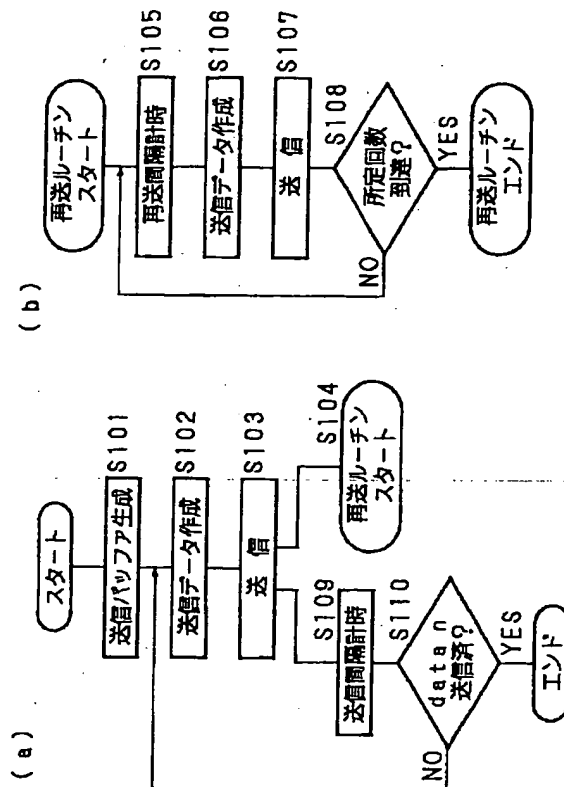 (a)
スタート
送信バッファ生成
S101
送信データ作成
S102
送信
S103
再送ルーチン
スタート
S104
送信間隔計時
S109
data n
送信済?
S110
NO
YES
エンド
(b)
再送ルーチン
スタート
再送間隔計時
S105
送信データ作成
S106
送信
S107
所定回数
到達?
S108
NO
YES
再送ルーチン
エンド